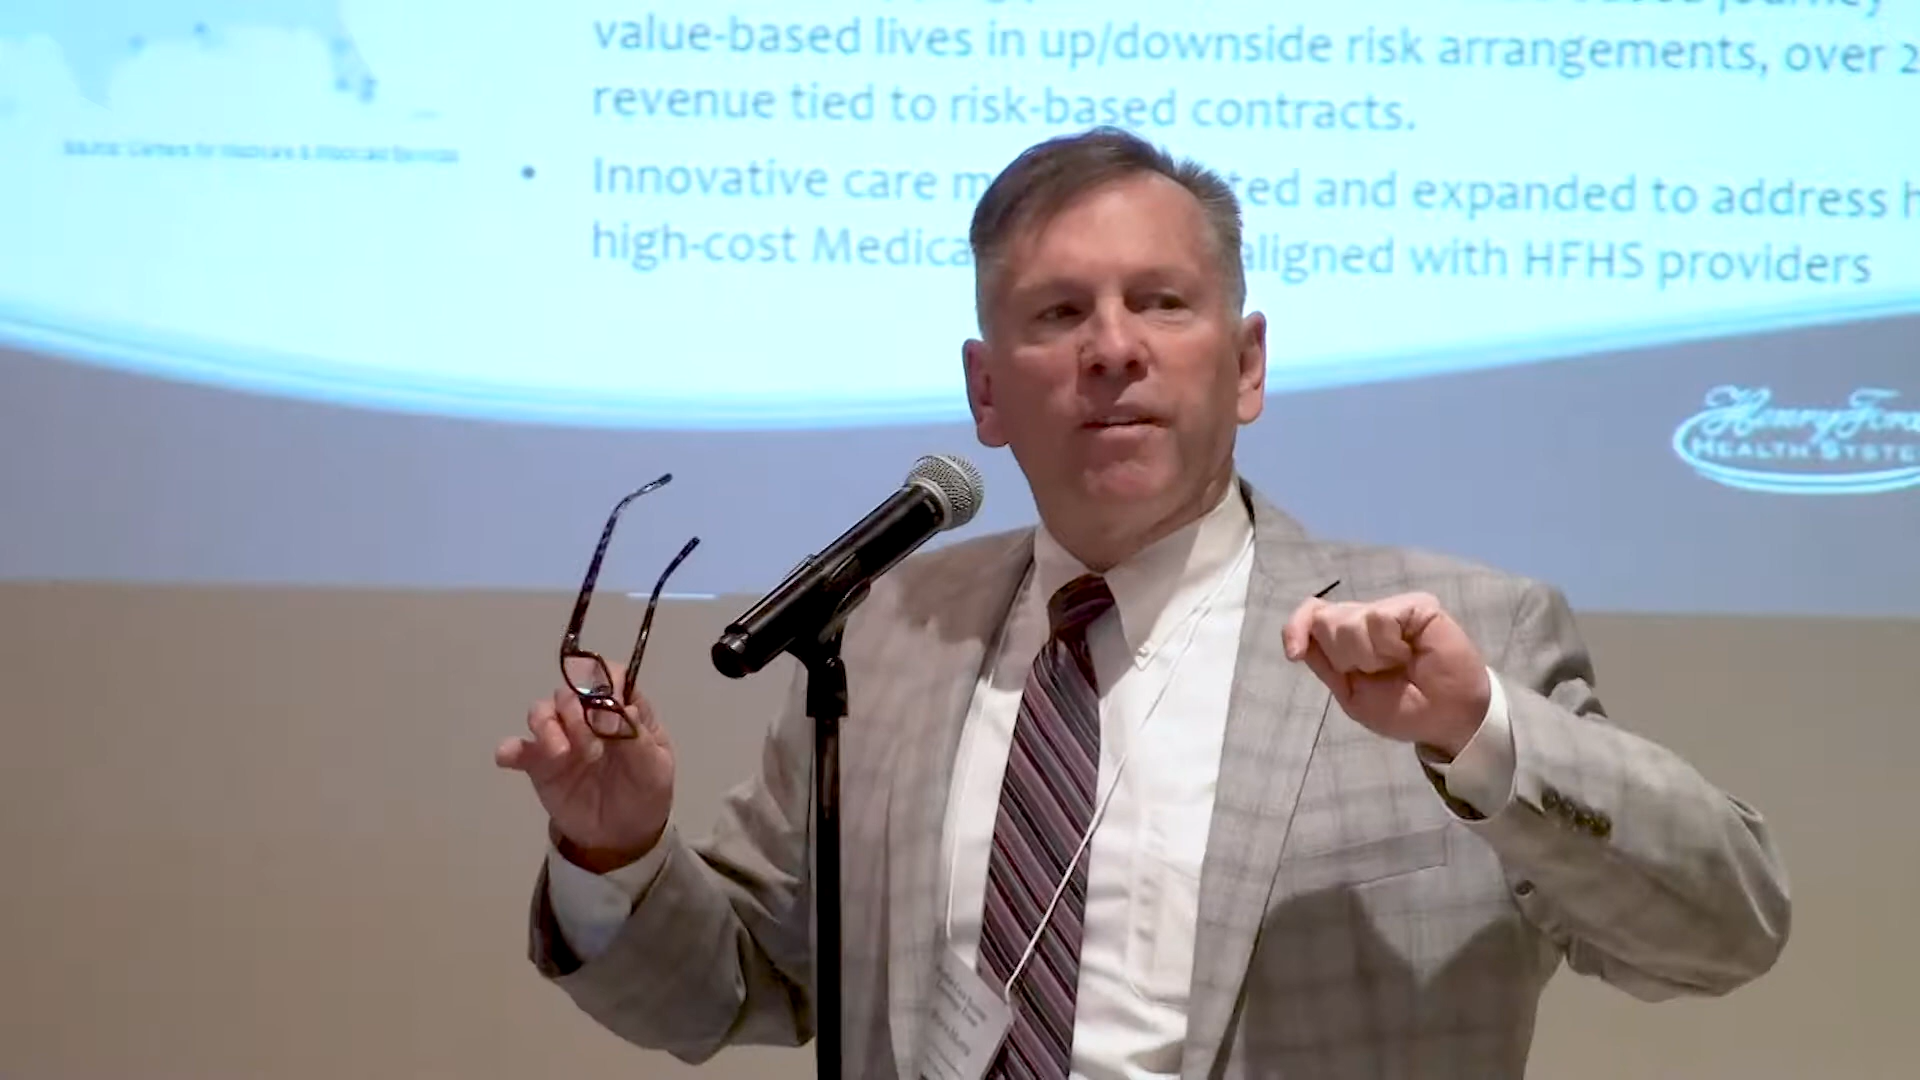 journey
value-based lives in up/downside risk arrangements, over 2
revenue tied to risk-based contracts.
Source: Centers for Medicare & Medicaid Services
• Innovative care m ted and expanded to address h
high-cost Medica aligned with HFHS providers
Henry Ford
HEALTH SYSTE